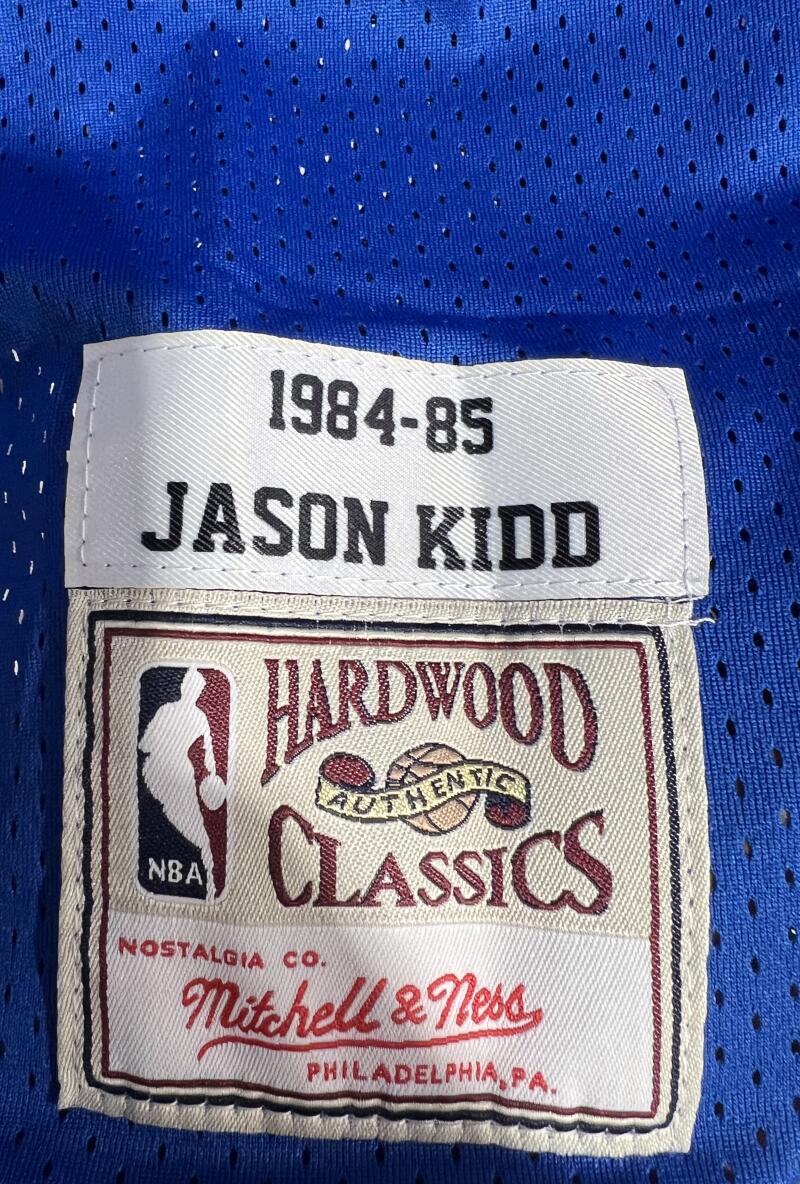 1984-85
JASON KIDD
HARDWOOD
AUTHENTIC
CLASSICS
NBA
NOSTALGIA CO.
Mitchell & Ness
PHILADELPHIA, PA.